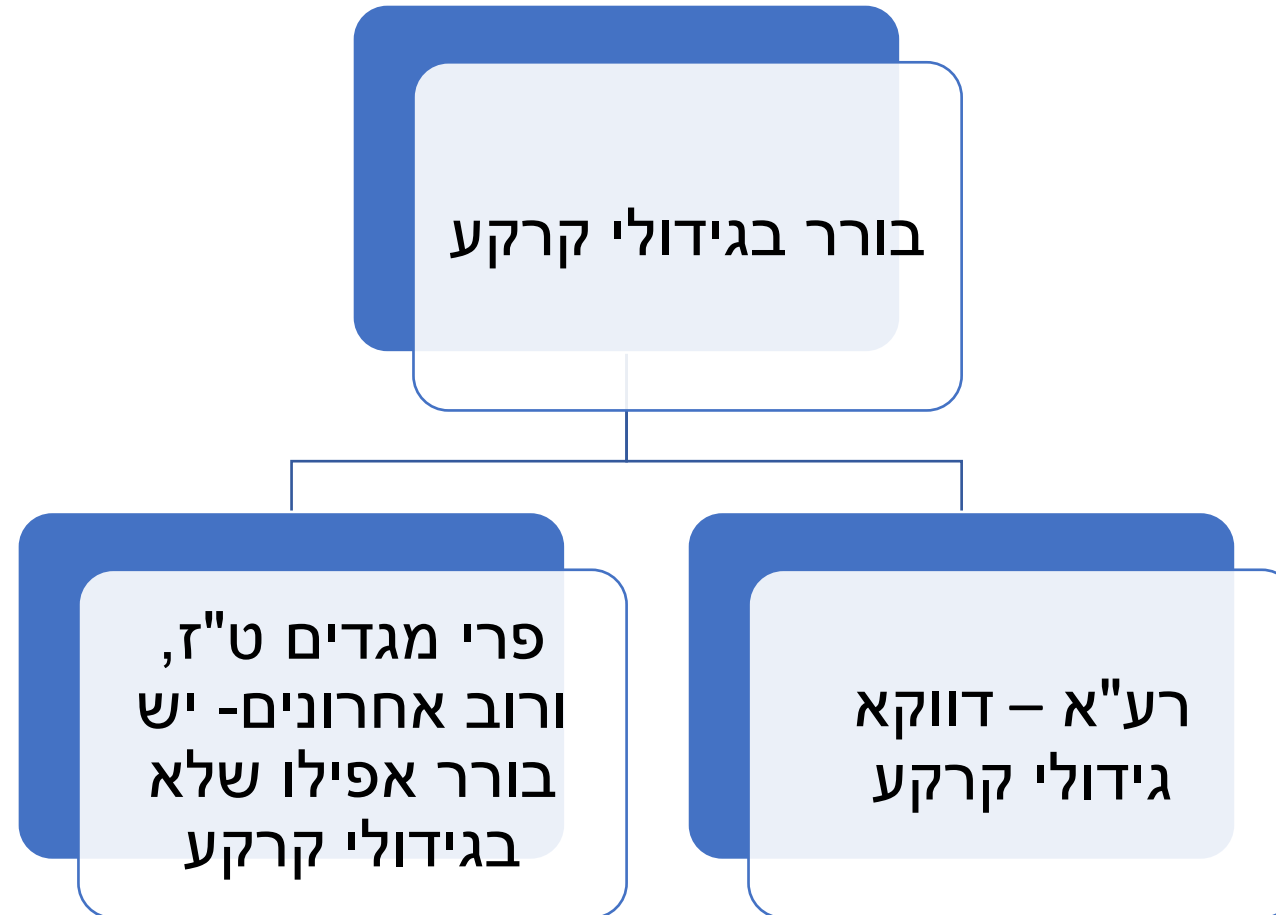 בורר בגידולי קרקע
רע"א – דווקא
גידולי קרקע
פרי מגדים ט"ז,
ורוב אחרונים- יש
בורר אפילו שלא
בגידולי קרקע